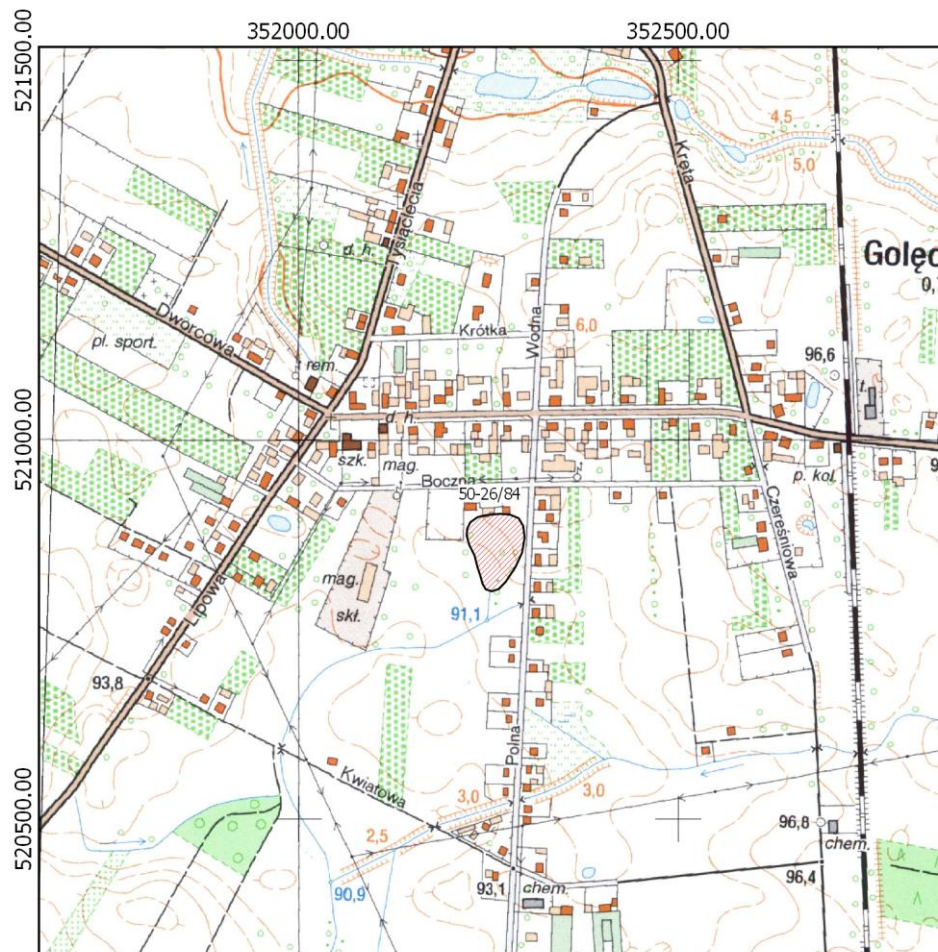 352000.00
352500.00
521500.00
4,5
5,0
Kręta
Tysiąclecia
d. h.
Golęc
0,
Dworcowa
pl. sport.
Krótka
Wodna
6,0
96,6
rem.
t.
521000.00
d. h.
9
szk.
mag.
Boczna
p. kol.
50-26/84
Czereśniowa
mag.
skł.
91,1
Lipowa
93,8
Polna
Kwiatowa
3,0
3,0
2,5
96,8
520500.00
chem.
90,9
93,1
chem.
96,4